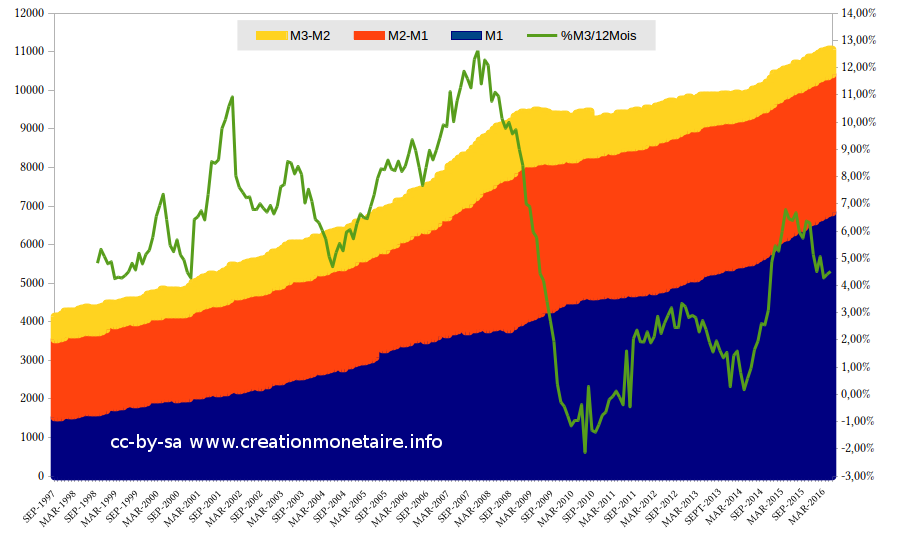 12000
11000
10000
9000
8000
7000
6000
5000
4000
3000
2000
1000
0
M3-M2 M2-M1 M1 %M3/12Mois
14,00%
13,00%
12,00%
11,00%
10,00%
9,00%
8,00%
7,00%
6,00%
5,00%
4,00%
3,00%
2,00%
1,00%
0,00%
-1,00%
-2,00%
-3,00%
cc-by-sa www.creationmonetaire.info
SEP-1997
MAR-1998
SEP-1998
MAR-1999
SEP-1999
MAR-2000
SEP-2000
MAR-2001
SEP-2001
MAR-2002
SEP-2002
MAR-2003
SEP-2003
MAR-2004
SEP-2004
MAR-2005
SEP-2005
MAR-2006
SEP-2006
MAR-2007
SEP-2007
MAR-2008
SEP-2008
MAR-2009
SEP-2009
MAR-2010
SEP-2010
MAR-2011
SEP-2011
MAR-2012
SEP-2012
MAR-2013
SEPT-2013
MAR-2014
SEP-2014
MAR-2015
SEP-2015
MAR-2016